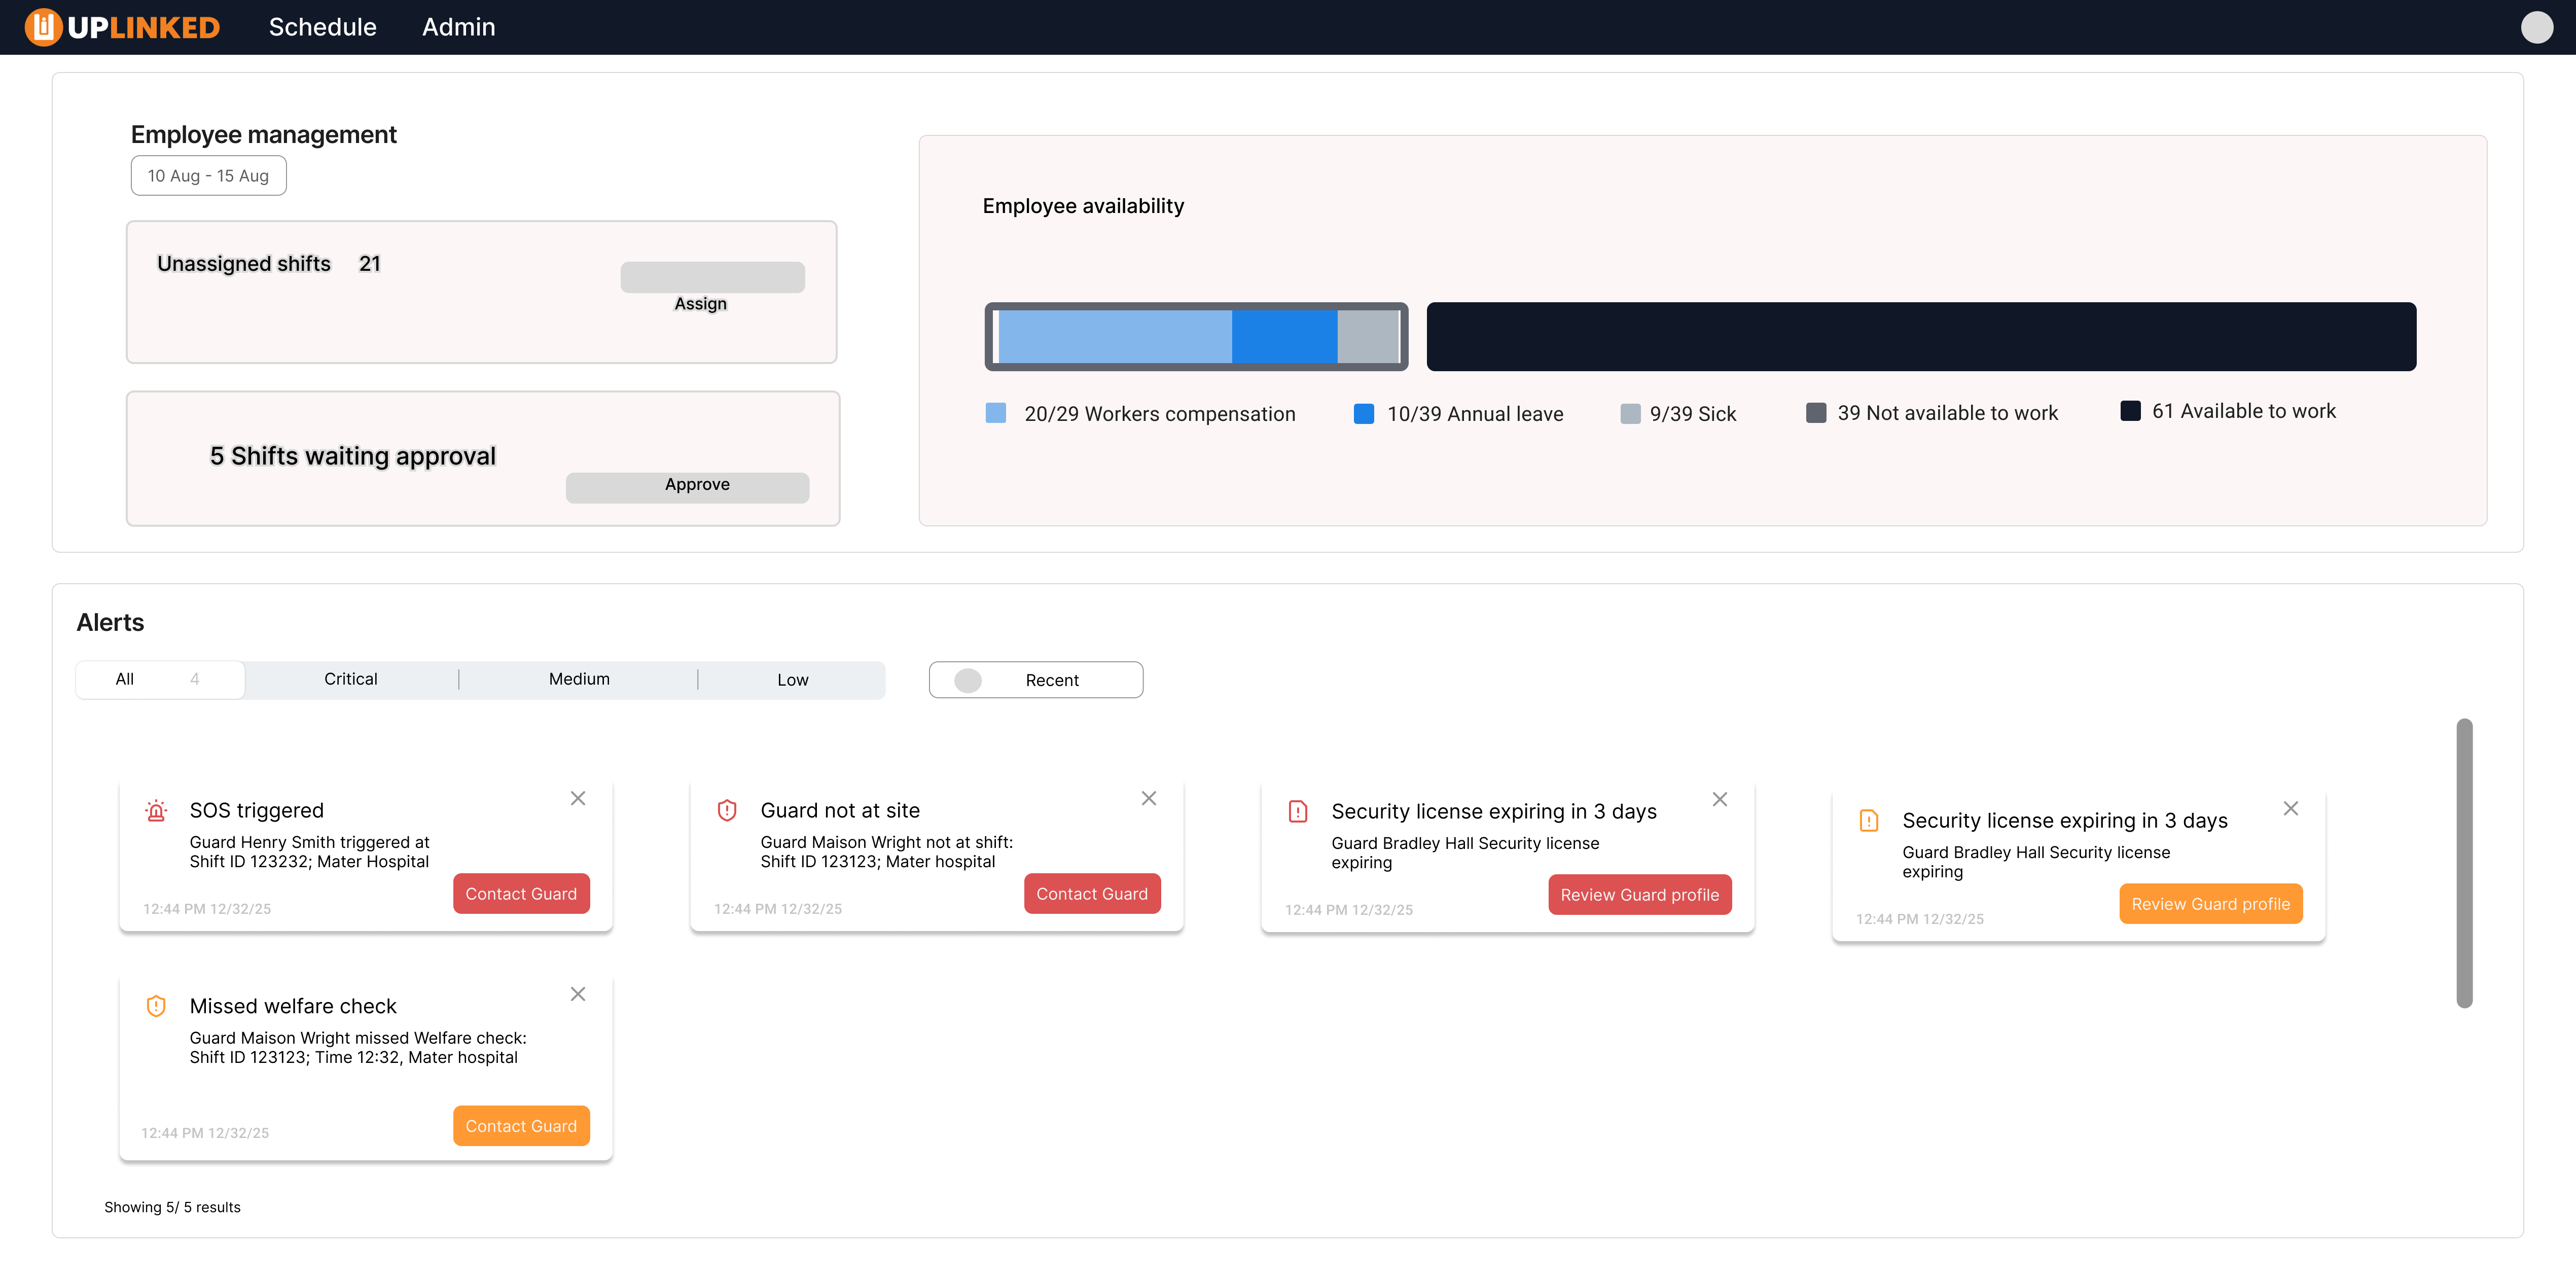 UPLINKED
Schedule
Admin
Employee management
10 Aug - 15 Aug
Unassigned shifts 21
Assign
5 Shifts waiting approval
Approve
Employee availability
20/29 Workers compensation
10/39 Annual leave
9/39 Sick
39 Not available to work
61 Available to work
Alerts
All 4
Critical
Medium
Low
Recent
SOS triggered
Guard Henry Smith triggered at
Shift ID 123232; Mater Hospital
Contact Guard
12:44 PM 12/32/25
Guard not at site
Guard Maison Wright not at shift:
Shift ID 123123; Mater hospital
Contact Guard
12:44 PM 12/32/25
Security license expiring in 3 days
Guard Bradley Hall Security license
expiring
Review Guard profile
12:44 PM 12/32/25
Security license expiring in 3 days
Guard Bradley Hall Security license
expiring
Review Guard profile
12:44 PM 12/32/25
Missed welfare check
Guard Maison Wright missed Welfare check:
Shift ID 123123; Time 12:32, Mater hospital
Contact Guard
12:44 PM 12/32/25
Showing 5/ 5 results